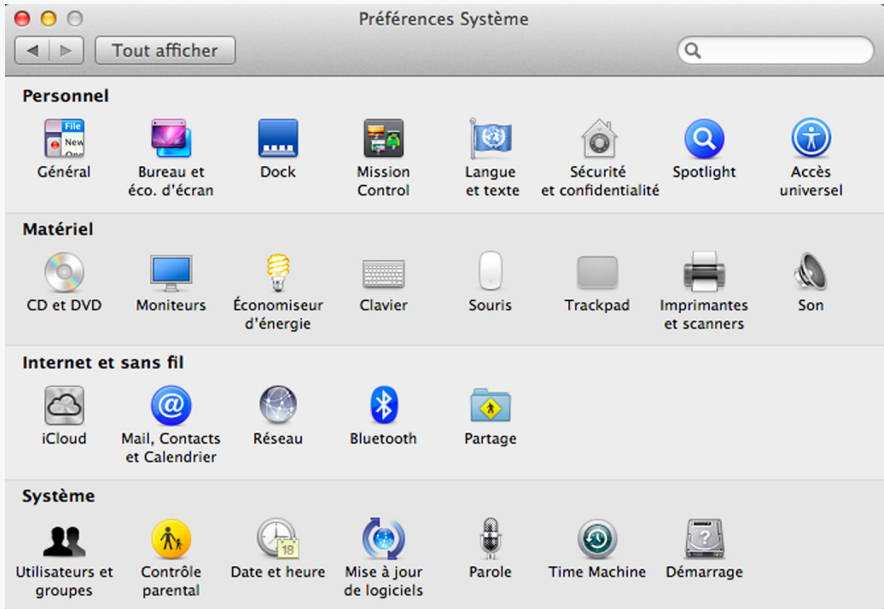 Préférences Système
Tout afficher
Personnel
File
New
Général
Bureau et
éco. d'écran
Dock
Mission
Control
Langue
et texte
Sécurité
et confidentialité
Spotlight
Accès
universel
Matériel
CD et DVD
Moniteurs
Économiseur
d'énergie
Clavier
Souris
Trackpad
Imprimantes
et scanners
Son
Internet et sans fil
@
iCloud
Mail, Contacts
et Calendrier
Réseau
Bluetooth
Partage
Système
18
?
Utilisateurs et
groupes
Contrôle
parental
Date et heure
Mise à jour
de logiciels
Parole
Time Machine
Démarrage